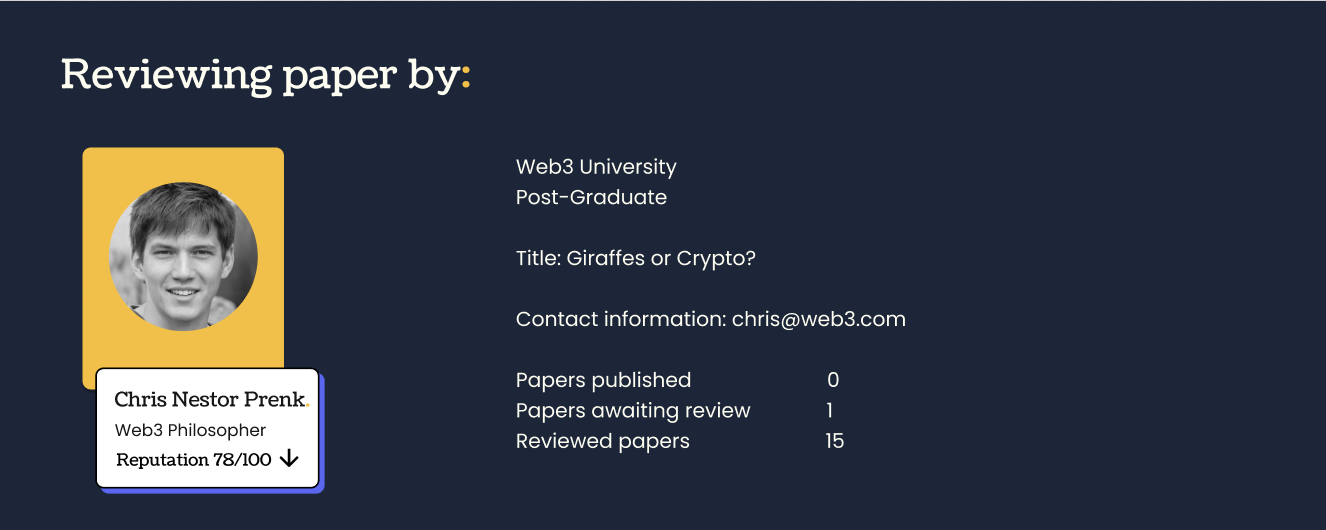 Reviewing paper by:
Chris Nestor Prenk.
Web3 Philosopher
Reputation 78/100
Web3 University
Post-Graduate
Title: Giraffes or Crypto?
Contact information: chris@web3.com
Papers published 0
Papers awaiting review 1
Reviewed papers 15